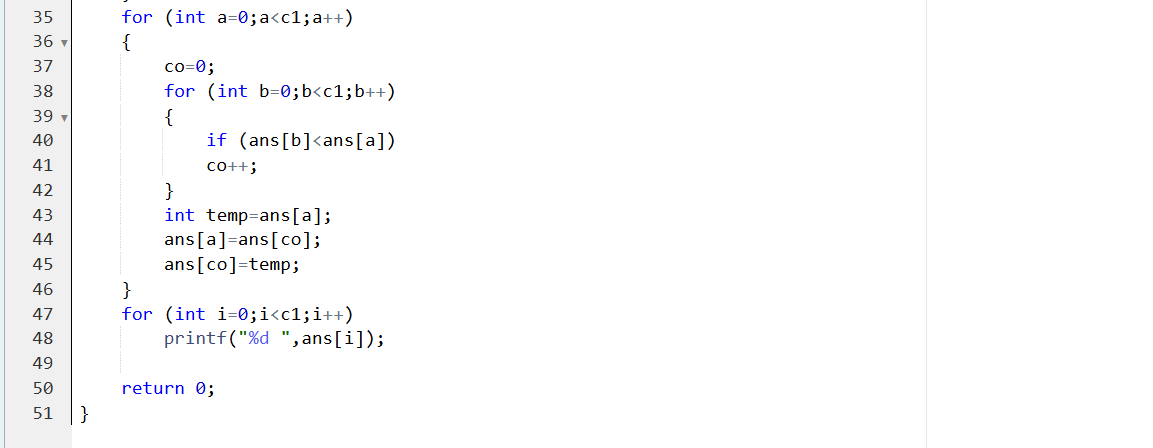 35 for (int a=0;a<c1;a++)
36 {
37 co=0;
38 for (int b=0;b<c1;b++)
39 {
40 if (ans[b]<ans[a])
41 co++;
42 }
43 int temp=ans[a];
44 ans[a]=ans[co];
45 ans[co]=temp;
46 }
47 for (int i=0;i<c1;i++)
48 printf("%d ",ans[i]);
49
50 return 0;
51 }